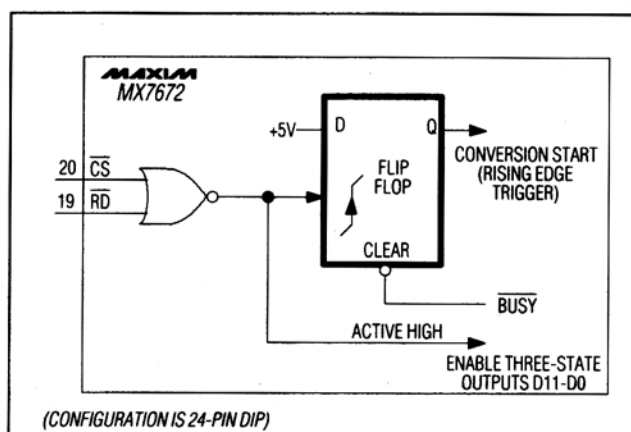 MAXIM
MX7672
+5V
D
Q
CONVERSION START
(RISING EDGE
TRIGGER)
20
CS
19
RD
FLIP
FLOP
CLEAR
BUSY
ACTIVE HIGH
ENABLE THREE-STATE
OUTPUTS D11-D0
(CONFIGURATION IS 24-PIN DIP)